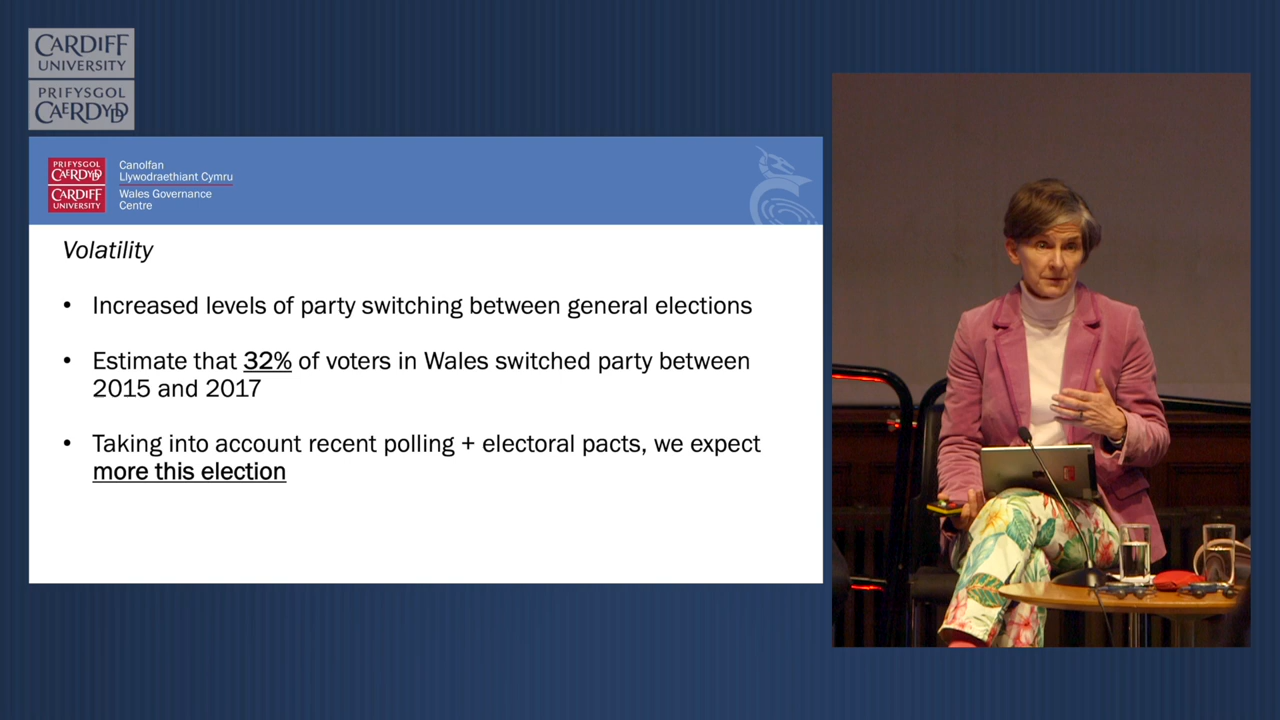 CARDIFF
UNIVERSITY
PRIFYSGOL
CAERDYDD
PRIFYSGOL
CAERDYDD
CARDIFF
UNIVERSITY
Canolfan
Llywodraethiant Cymru
Wales Governance
Centre
Volatility
• Increased levels of party switching between general elections
• Estimate that 32% of voters in Wales switched party between
2015 and 2017
• Taking into account recent polling + electoral pacts, we expect
more this election